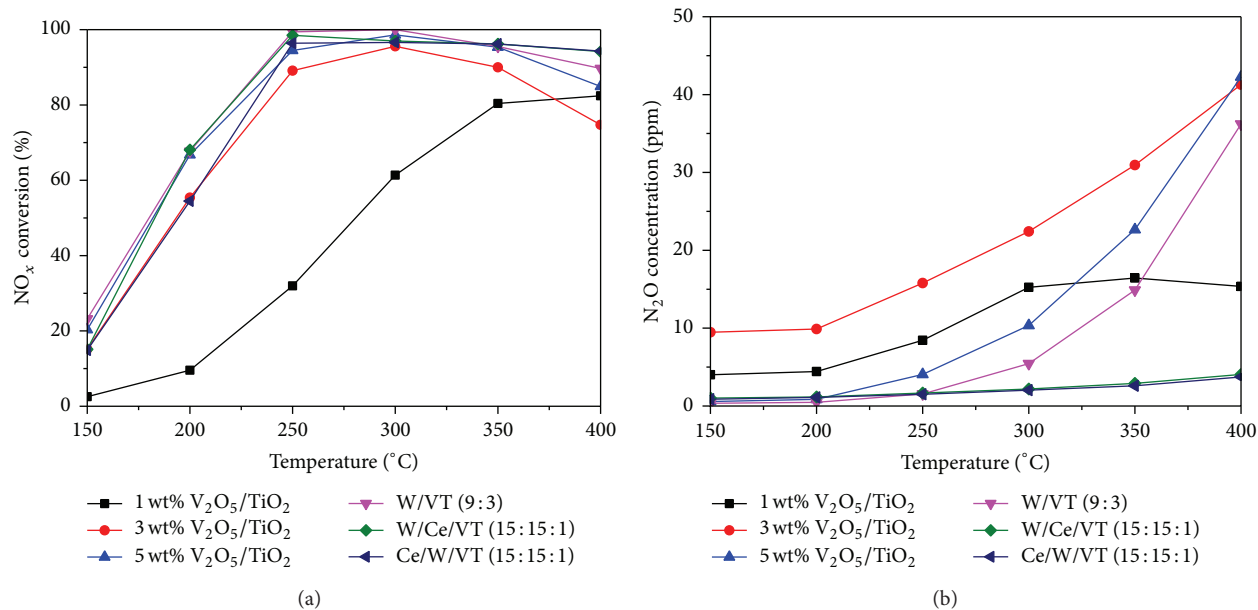 100
80
60
40
20
0
NOₓ conversion (%)
150 200 250 300 350 400
Temperature (°C)
1 wt% V₂O₅/TiO₂
3 wt% V₂O₅/TiO₂
5 wt% V₂O₅/TiO₂
W/VT (9:3)
W/Ce/VT (15:15:1)
Ce/W/VT (15:15:1)
(a)
50
40
30
20
10
0
N₂O concentration (ppm)
150 200 250 300 350 400
Temperature (°C)
1 wt% V₂O₅/TiO₂
3 wt% V₂O₅/TiO₂
5 wt% V₂O₅/TiO₂
W/VT (9:3)
W/Ce/VT (15:15:1)
Ce/W/VT (15:15:1)
(b)